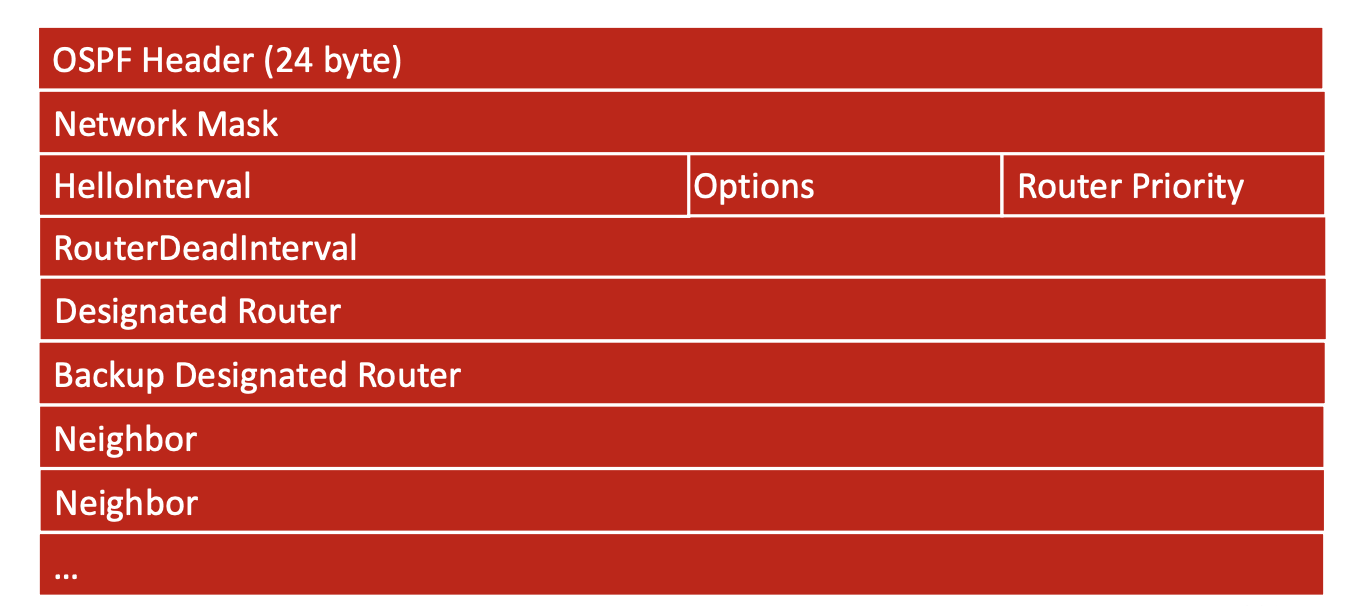 OSPF Header (24 byte)
Network Mask
HelloInterval Options Router Priority
RouterDeadInterval
Designated Router
Backup Designated Router
Neighbor
Neighbor
...